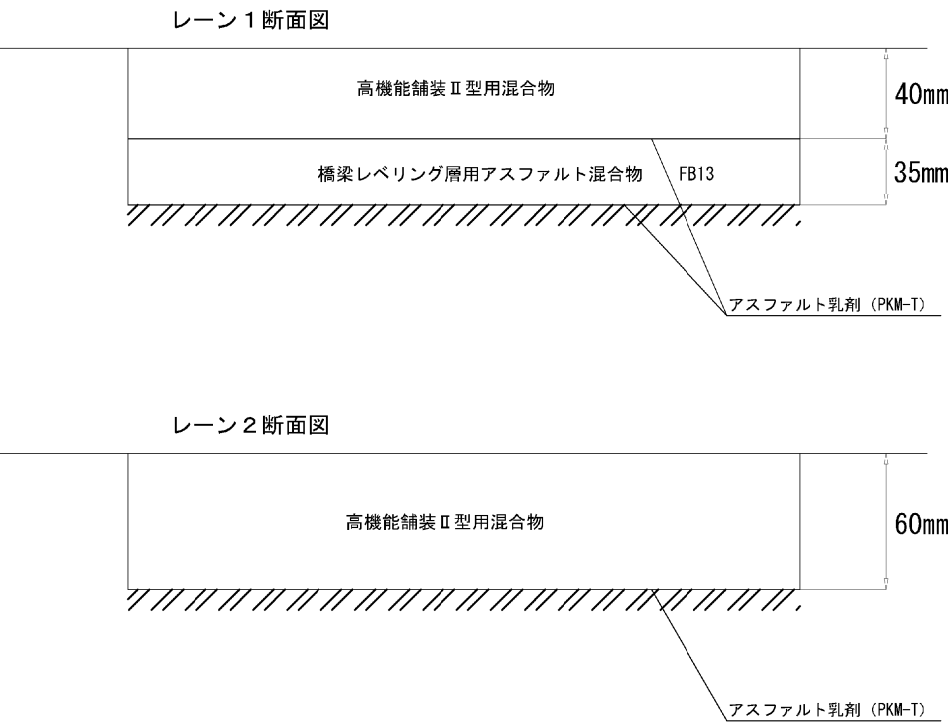 レーン１断面図
高機能舗装Ⅱ型用混合物
40mm
橋梁レベリング層用アスファルト混合物 FB13
35mm
アスファルト乳剤（PKM-T）
レーン２断面図
高機能舗装Ⅱ型用混合物
60mm
アスファルト乳剤（PKM-T）